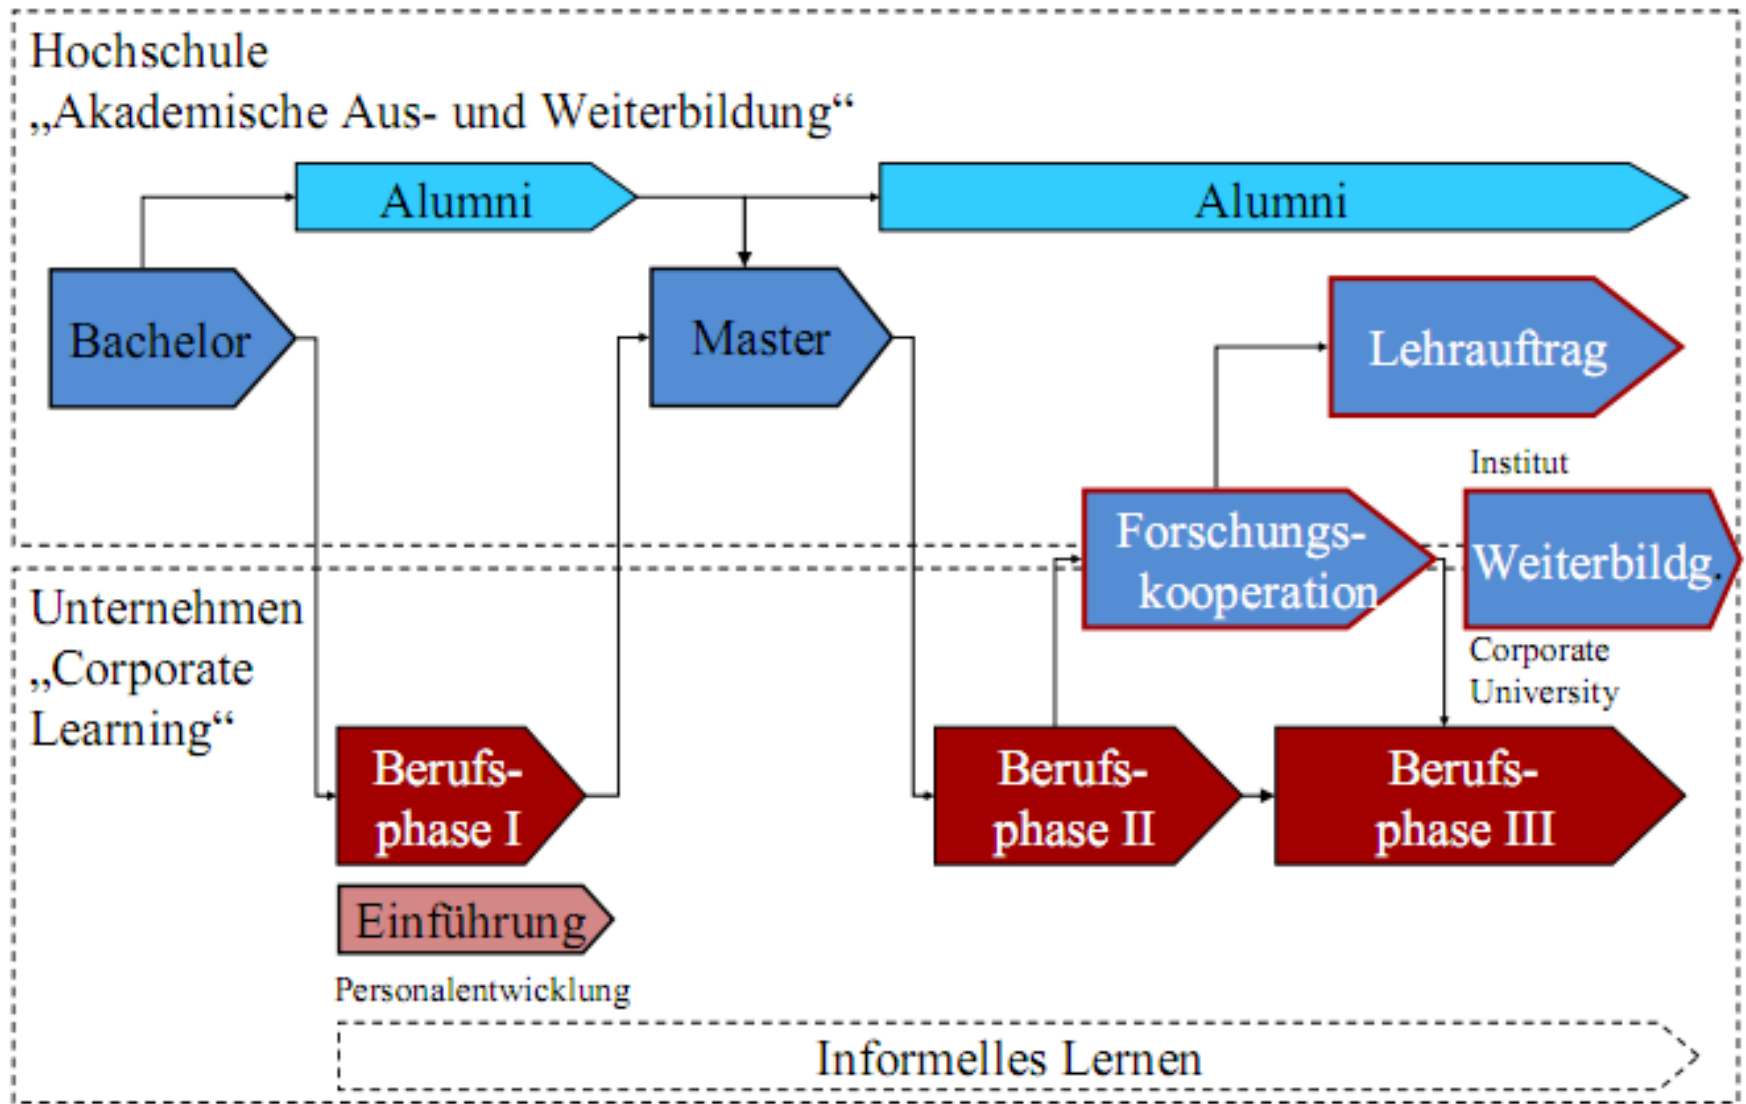 Hochschule
„Akademische Aus- und Weiterbildung“
Alumni
Alumni
Bachelor
Master
Lehrauftrag
Institut
Forschungs-
kooperation
Weiterbildg.
Corporate
University
Unternehmen
„Corporate
Learning“
Berufs-
phase I
Berufs-
phase II
Berufs-
phase III
Einführung
Personalentwicklung
Informelles Lernen